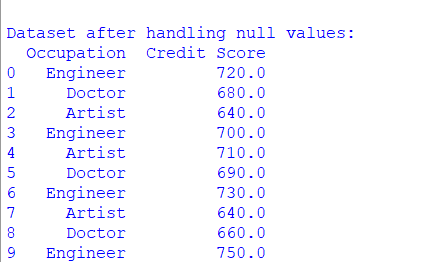 Dataset after handling null values:
  Occupation  Credit Score
0   Engineer         720.0
1     Doctor         680.0
2     Artist         640.0
3   Engineer         700.0
4     Artist         710.0
5     Doctor         690.0
6   Engineer         730.0
7     Artist         640.0
8     Doctor         660.0
9   Engineer         750.0